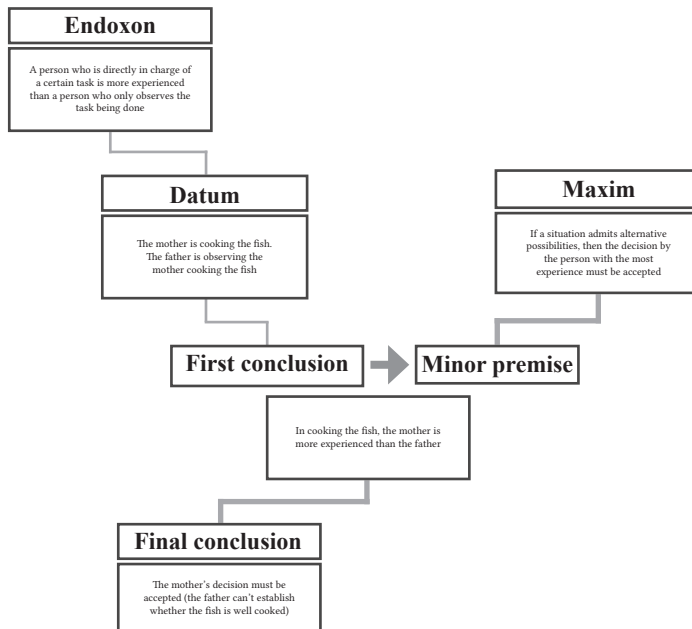 Endoxon
A person who is directly in charge of
a certain task is more experienced
than a person who only observes the
task being done
Datum
The mother is cooking the fish.
The father is observing the
mother cooking the fish
Maxim
If a situation admits alternative
possibilities, then the decision by
the person with the most
experience must be accepted
First conclusion
Minor premise
In cooking the fish, the mother is
more experienced than the father
Final conclusion
The mother’s decision must be
accepted (the father can’t establish
whether the fish is well cooked)